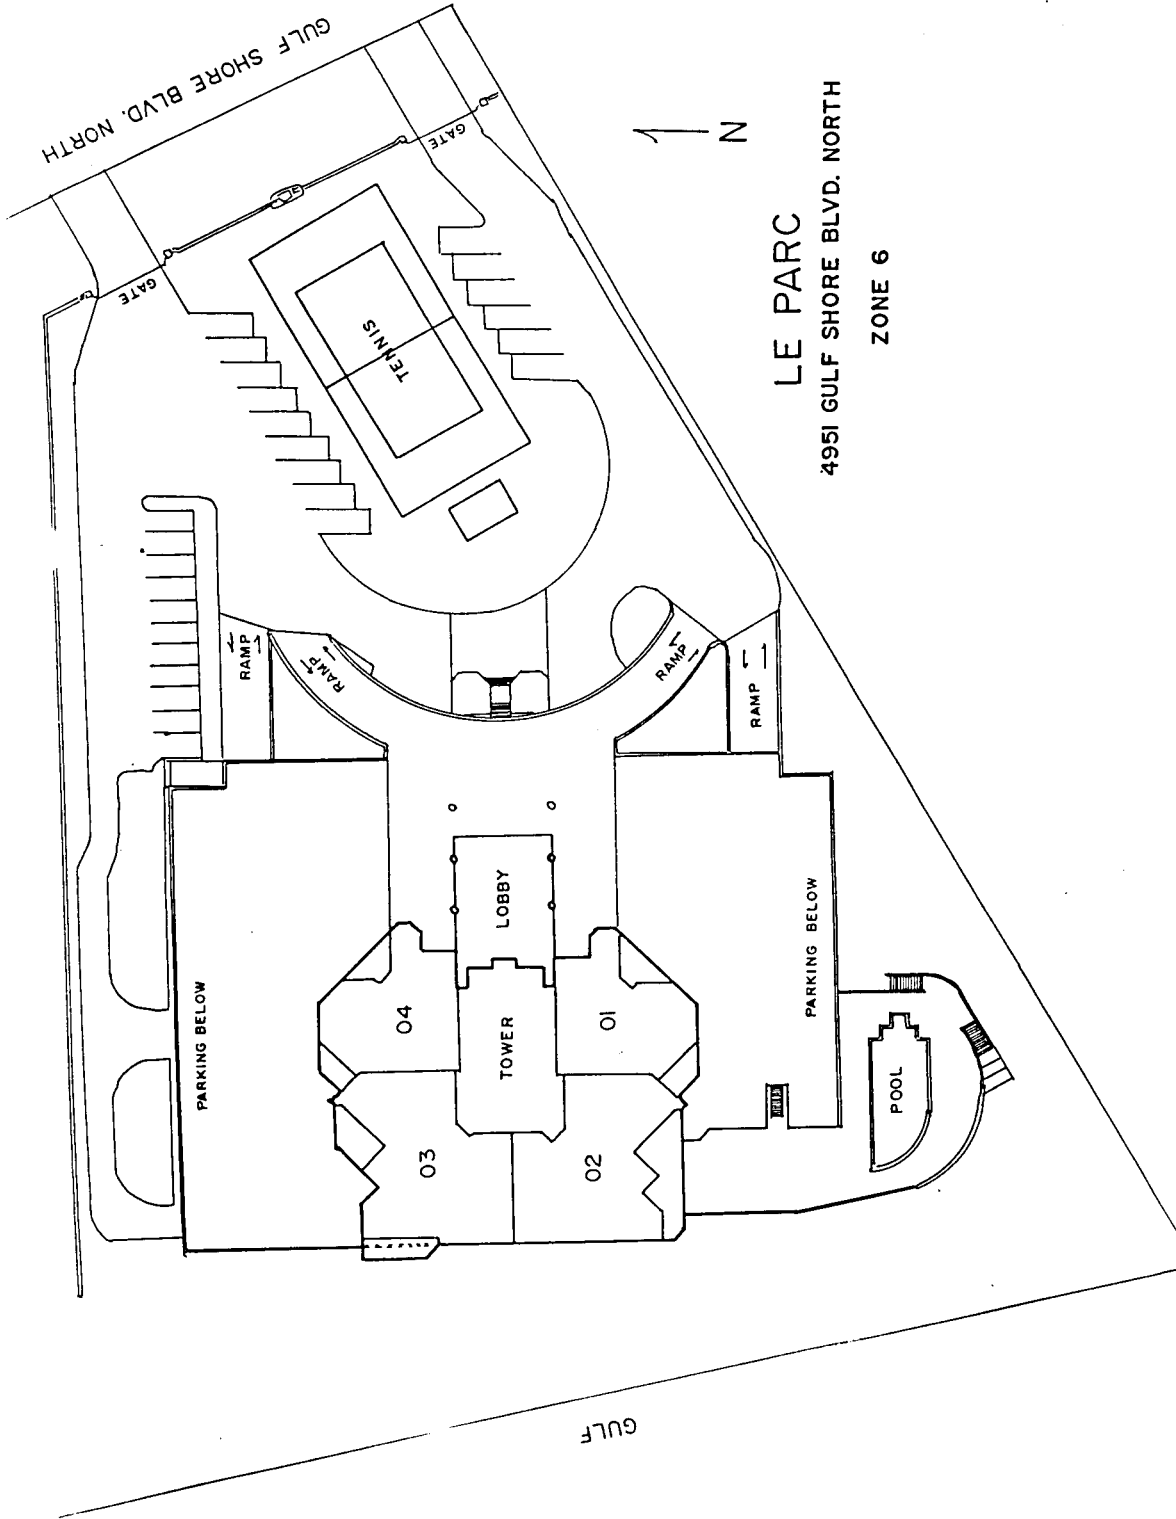 GULF SHORE BLVD. NORTH
GATE
GATE
N
TENNIS
LE PARC
4951 GULF SHORE BLVD. NORTH
ZONE 6
RAMP
RAMP
RAMP
RAMP
LOBBY
PARKING BELOW
PARKING BELOW
04
TOWER
01
03
02
POOL
GULF